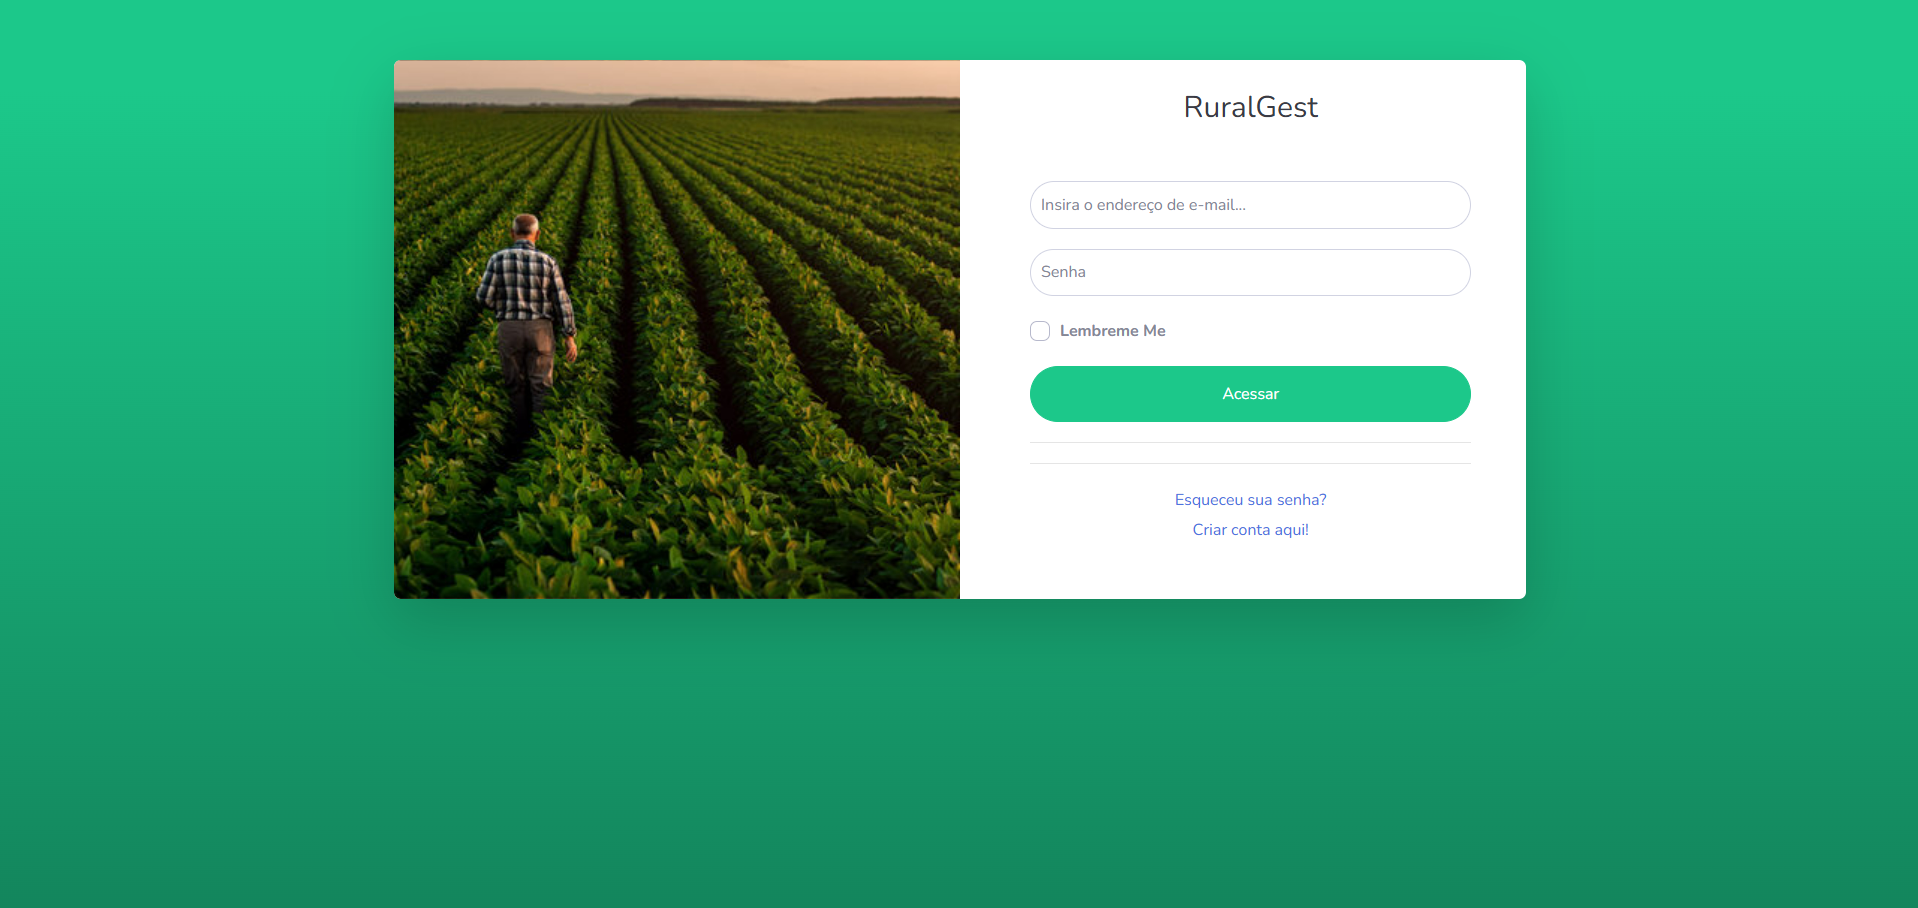 RuralGest
Insira o endereço de e-mail...
Senha
Lembreme Me
Acessar
Esqueceu sua senha?
Criar conta aqui!